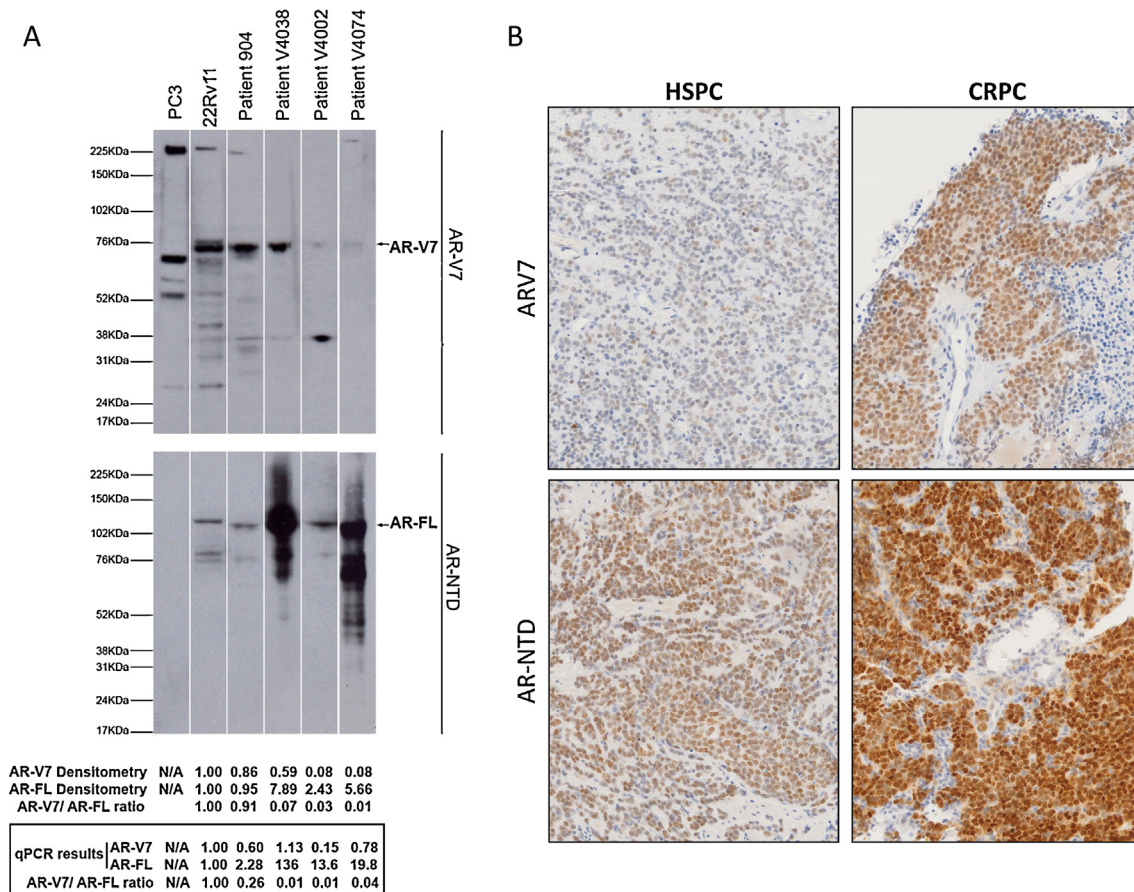 A
PC3
22Rv11
Patient 904
Patient V4038
Patient V4002
Patient V4074
225KDa
150KDa
102KDa
76KDa
52KDa
38KDa
31KDa
24KDa
17KDa
AR-V7
AR-V7
225KDa
150KDa
102KDa
76KDa
52KDa
38KDa
31KDa
24KDa
17KDa
AR-FL
AR-NTD
AR-V7 Densitometry N/A 1.00 0.86 0.59 0.08 0.08
AR-FL Densitometry N/A 1.00 0.95 7.89 2.43 5.66
AR-V7/ AR-FL ratio 1.00 0.91 0.07 0.03 0.01
qPCR results
AR-V7 N/A 1.00 0.60 1.13 0.15 0.78
AR-FL N/A 1.00 2.28 136 13.6 19.8
AR-V7/ AR-FL ratio N/A 1.00 0.26 0.01 0.01 0.04
B
HSPC CRPC
ARV7
AR-NTD